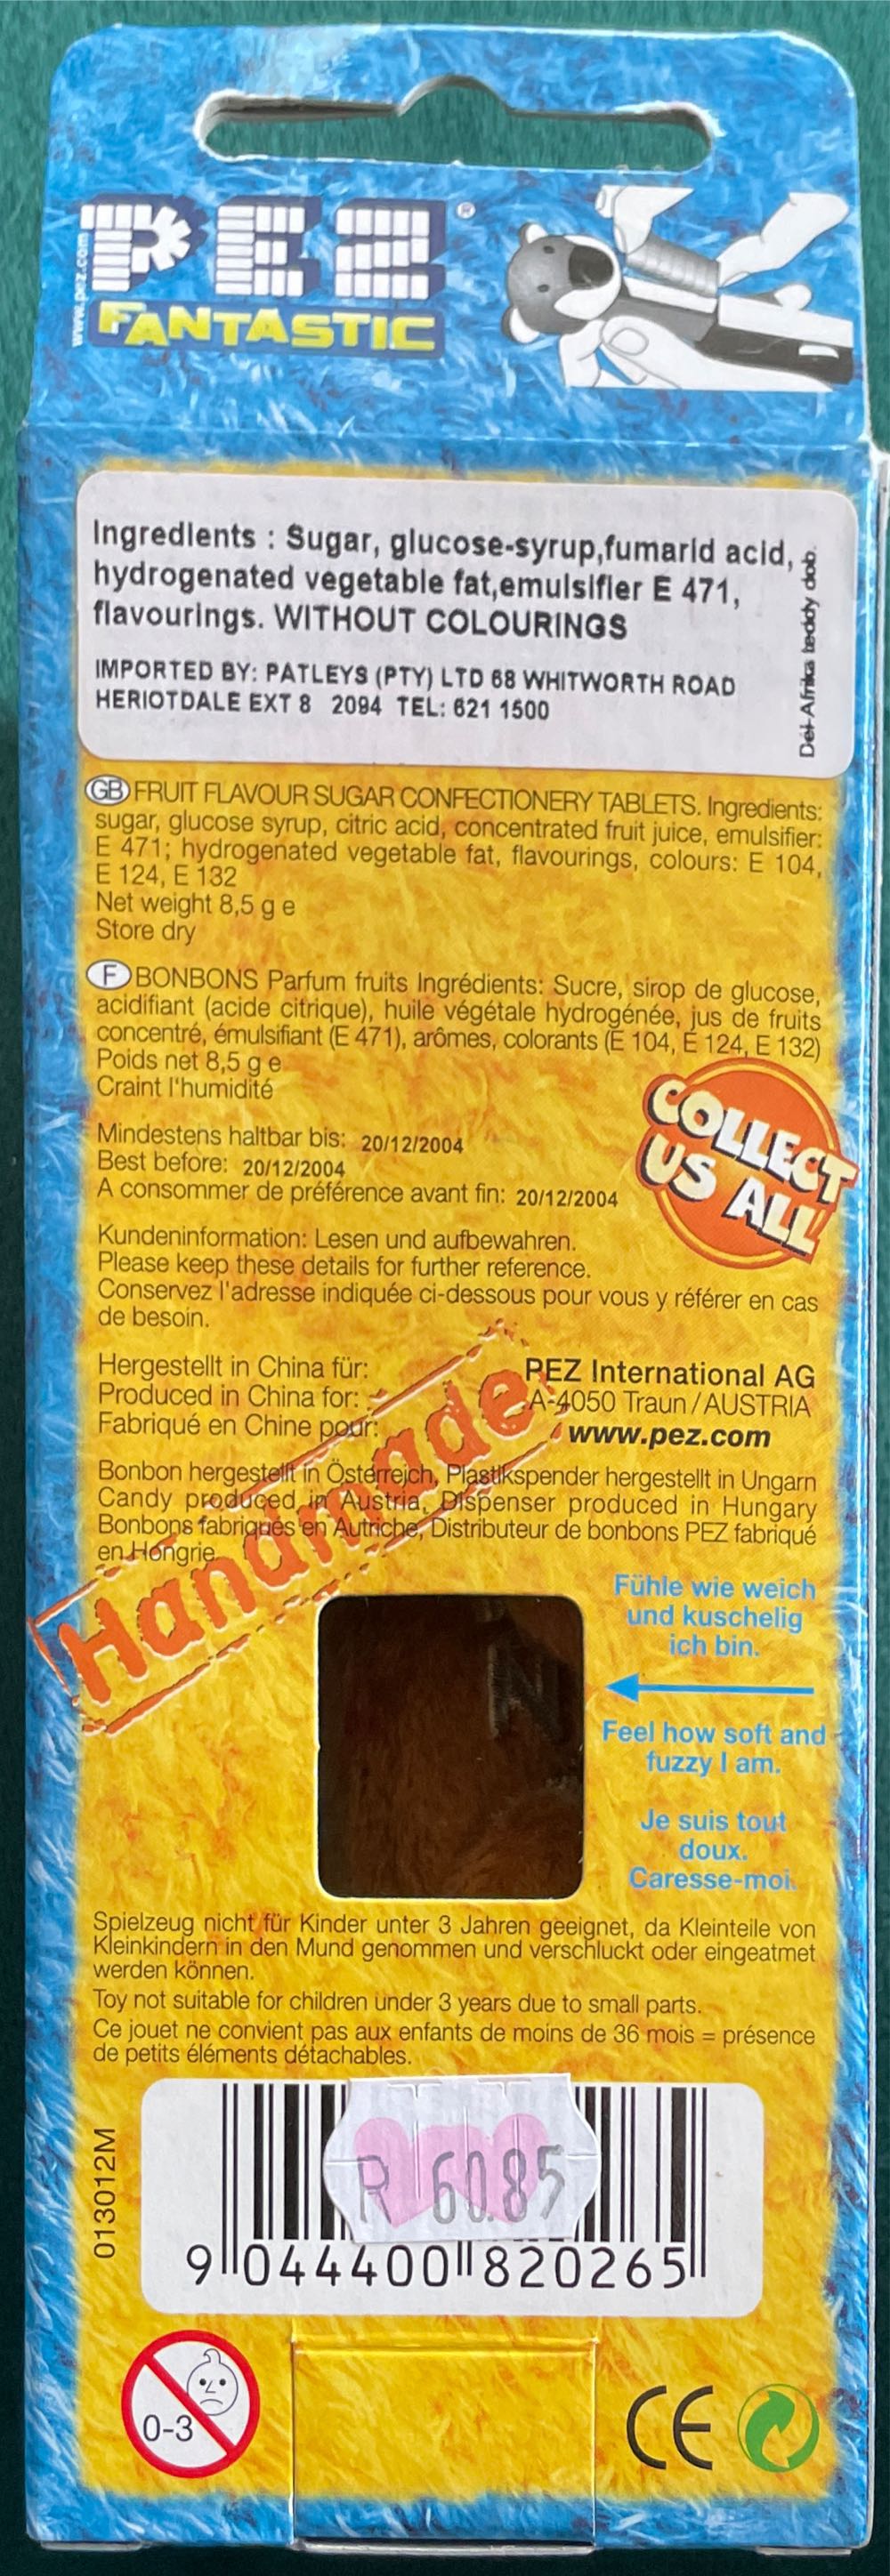 www.pez.com
PEZ®
FANTASTIC
Ingredients : Sugar, glucose-syrup,fumarid acid,
hydrogenated vegetable fat,emulsifier E 471,
flavourings. WITHOUT COLOURINGS
IMPORTED BY: PATLEYS (PTY) LTD 68 WHITWORTH ROAD
HERIOTDALE EXT 8 2094 TEL: 621 1500
teddy dob.
GB FRUIT FLAVOUR SUGAR CONFECTIONERY TABLETS. Ingredients:
sugar, glucose syrup, citric acid, concentrated fruit juice, emulsifier:
E 471; hydrogenated vegetable fat, flavourings, colours: E 104,
E 124, E 132
Net weight 8,5 g e
Store dry
F BONBONS Parfum fruits Ingrédients: Sucre, sirop de glucose,
acidifiant (acide citrique), huile végétale hydrogénée, jus de fruits
concentré, émulsifiant (E 471), arômes, colorants (E 104, E 124, E 132)
Poids net 8,5 g e
Craint l'humidité
COLLECT
US ALL
Mindestens haltbar bis: 20/12/2004
Best before: 20/12/2004
A consommer de préférence avant fin: 20/12/2004
Kundeninformation: Lesen und aufbewahren.
Please keep these details for further reference.
Conservez l'adresse indiquée ci-dessous pour vous y référer en cas
de besoin.
Hergestellt in China für:
Produced in China for:
Fabriqué en Chine pour:
PEZ International AG
A-4050 Traun / AUSTRIA
www.pez.com
Handmade
Bonbon hergestellt in Österreich, Plastikspender hergestellt in Ungarn
Candy produced in Austria, Dispenser produced in Hungary
Bonbons fabriqués en Autriche, Distributeur de bonbons PEZ fabriqué
en Hongrie
Fühle wie weich
und kuschelig
ich bin.
Feel how soft and
fuzzy I am.
Je suis tout
doux.
Caresse-moi.
Spielzeug nicht für Kinder unter 3 Jahren geeignet, da Kleinteile von
Kleinkindern in den Mund genommen und verschluckt oder eingeatmet
werden können.
Toy not suitable for children under 3 years due to small parts.
Ce jouet ne convient pas aux enfants de moins de 36 mois = présence
de petits éléments détachables.
013012M
R 60.85
9 044400 820265
0-3
CE